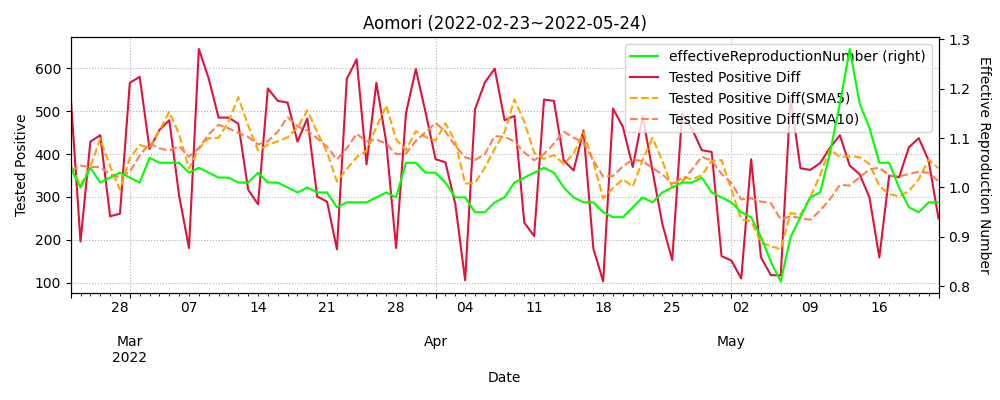 Aomori (2022-02-23~2022-05-24)
effectiveReproductionNumber (right)
Tested Positive Diff
Tested Positive Diff(SMA5)
Tested Positive Diff(SMA10)
Tested Positive
600
500
400
300
200
100
1.3
1.2
1.1
1.0
0.9
0.8
Effective Reproduction Number
28 07 14 21 28 04 11 18 25 02 09 16
Mar Apr May
2022
Date